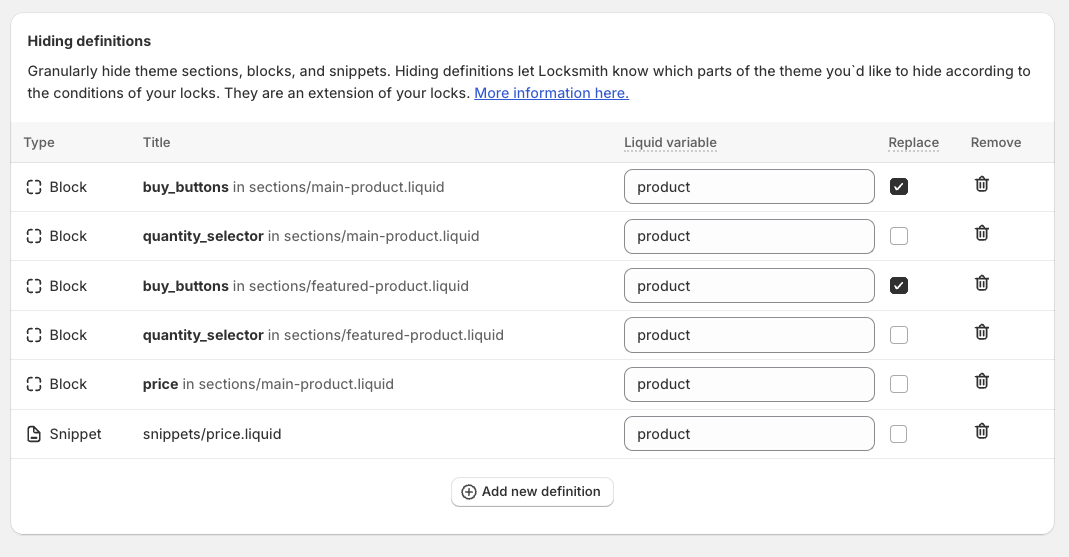 Hiding definitions
Granularly hide theme sections, blocks, and snippets. Hiding definitions let Locksmith know which parts of the theme you`d like to hide according to
the conditions of your locks. They are an extension of your locks. More information here.
Type Title Liquid variable Replace Remove
Block buy_buttons in sections/main-product.liquid product
Block quantity_selector in sections/main-product.liquid product
Block buy_buttons in sections/featured-product.liquid product
Block quantity_selector in sections/featured-product.liquid product
Block price in sections/main-product.liquid product
Snippet snippets/price.liquid product
Add new definition